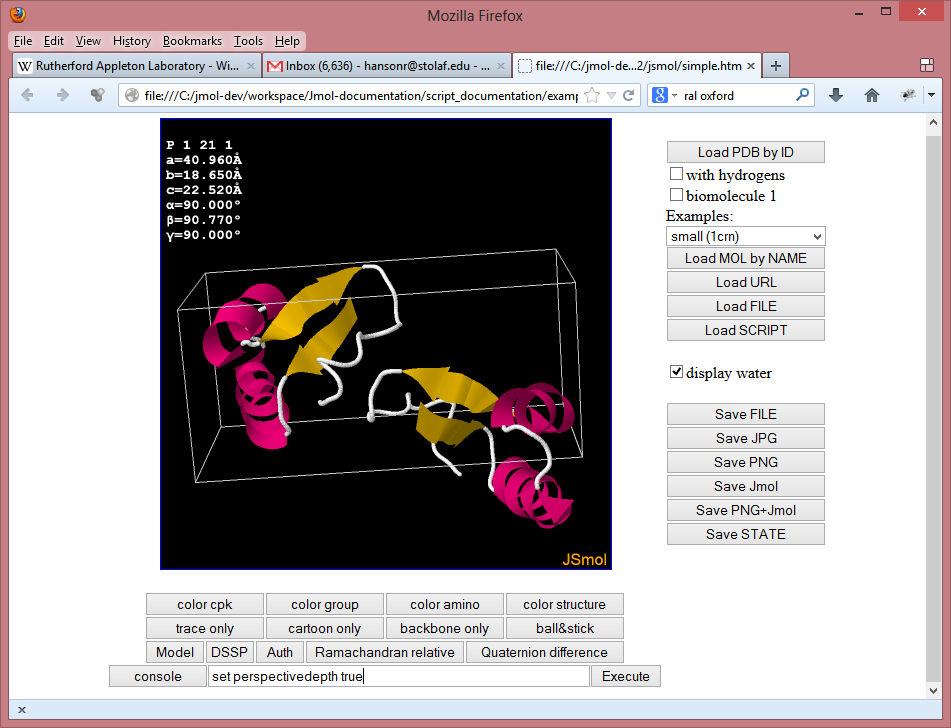 Mozilla Firefox
File Edit View History Bookmarks Tools Help
W Rutherford Appleton Laboratory - Wi... Inbox (6,636) - hansonr@stolaf.edu - ... file:///C:/jmol-de...2/jsmol/simple.htm
file:///C:/jmol-dev/workspace/Jmol-documentation/script_documentation/examp ral oxford
P 1 21 1
a=40.960Å
b=18.650Å
c=22.520Å
α=90.000°
β=90.770°
γ=90.000°
JSmol
Load PDB by ID
with hydrogens
biomolecule 1
Examples:
small (1crn)
Load MOL by NAME
Load URL
Load FILE
Load SCRIPT
display water
Save FILE
Save JPG
Save PNG
Save Jmol
Save PNG+Jmol
Save STATE
color cpk color group color amino color structure
trace only cartoon only backbone only ball&stick
Model DSSP Auth Ramachandran relative Quaternion difference
console set perspectivedepth true Execute